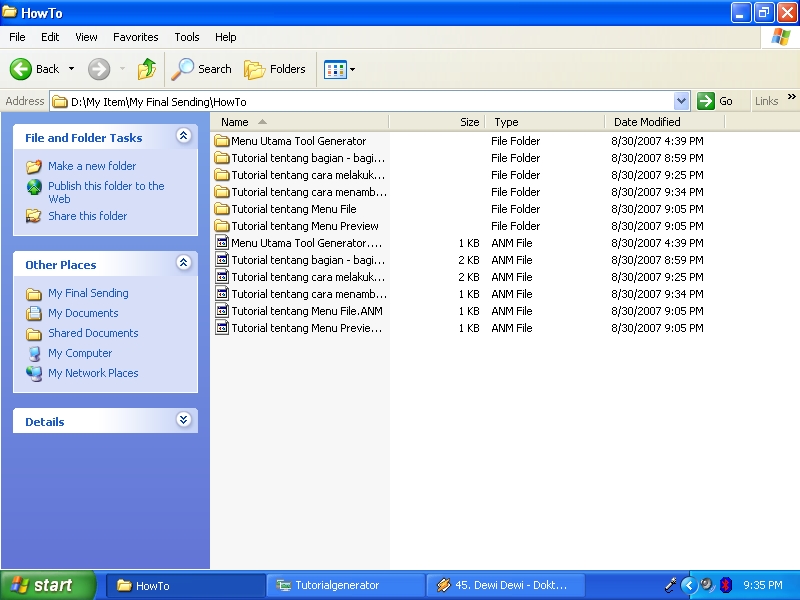 HowTo
File Edit View Favorites Tools Help
Back Search Folders
Address D:\My Item\My Final Sending\HowTo Go Links »
Name Size Type Date Modified
File and Folder Tasks
Make a new folder
Publish this folder to the
Web
Share this folder
Other Places
My Final Sending
My Documents
Shared Documents
My Computer
My Network Places
Details
Menu Utama Tool Generator File Folder 8/30/2007 4:39 PM
Tutorial tentang bagian - bagi... File Folder 8/30/2007 8:59 PM
Tutorial tentang cara melakuk... File Folder 8/30/2007 9:25 PM
Tutorial tentang cara menamb... File Folder 8/30/2007 9:34 PM
Tutorial tentang Menu File File Folder 8/30/2007 9:05 PM
Tutorial tentang Menu Preview File Folder 8/30/2007 9:05 PM
Menu Utama Tool Generator.... 1 KB ANM File 8/30/2007 4:39 PM
Tutorial tentang bagian - bagi... 2 KB ANM File 8/30/2007 8:59 PM
Tutorial tentang cara melakuk... 2 KB ANM File 8/30/2007 9:25 PM
Tutorial tentang cara menamb... 1 KB ANM File 8/30/2007 9:34 PM
Tutorial tentang Menu File.ANM 1 KB ANM File 8/30/2007 9:05 PM
Tutorial tentang Menu Previe... 1 KB ANM File 8/30/2007 9:05 PM
start HowTo Tutorialgenerator 45. Dewi Dewi - Dokt... 9:35 PM